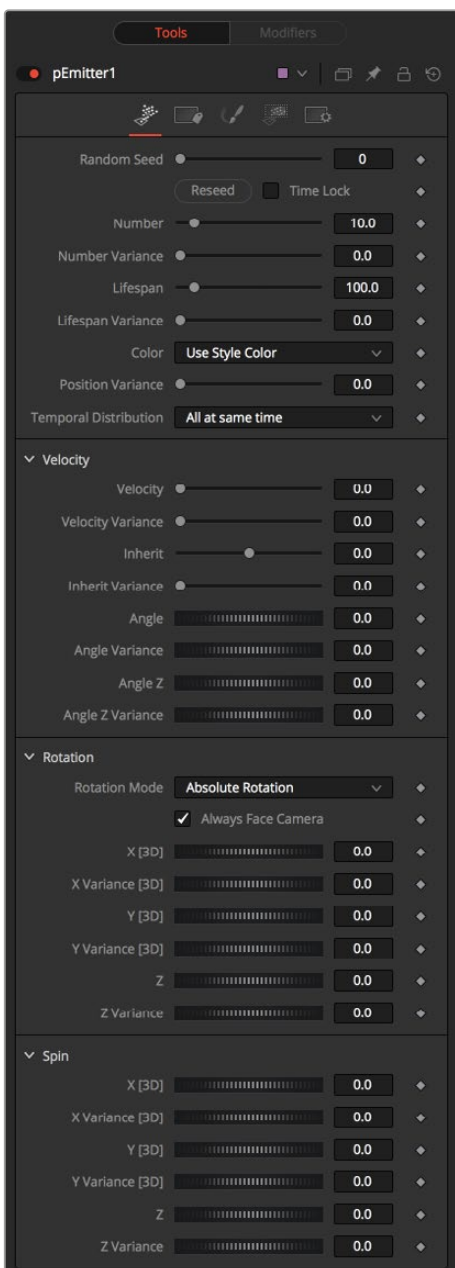 Tools Modifiers
pEmitter1
Random Seed 0
Reseed Time Lock
Number 10.0
Number Variance 0.0
Lifespan 100.0
Lifespan Variance 0.0
Color Use Style Color
Position Variance 0.0
Temporal Distribution All at same time
Velocity
Velocity 0.0
Velocity Variance 0.0
Inherit 0.0
Inherit Variance 0.0
Angle 0.0
Angle Variance 0.0
Angle Z 0.0
Angle Z Variance 0.0
Rotation
Rotation Mode Absolute Rotation
Always Face Camera
X [3D] 0.0
X Variance [3D] 0.0
Y [3D] 0.0
Y Variance [3D] 0.0
Z 0.0
Z Variance 0.0
Spin
X [3D] 0.0
X Variance [3D] 0.0
Y [3D] 0.0
Y Variance [3D] 0.0
Z 0.0
Z Variance 0.0